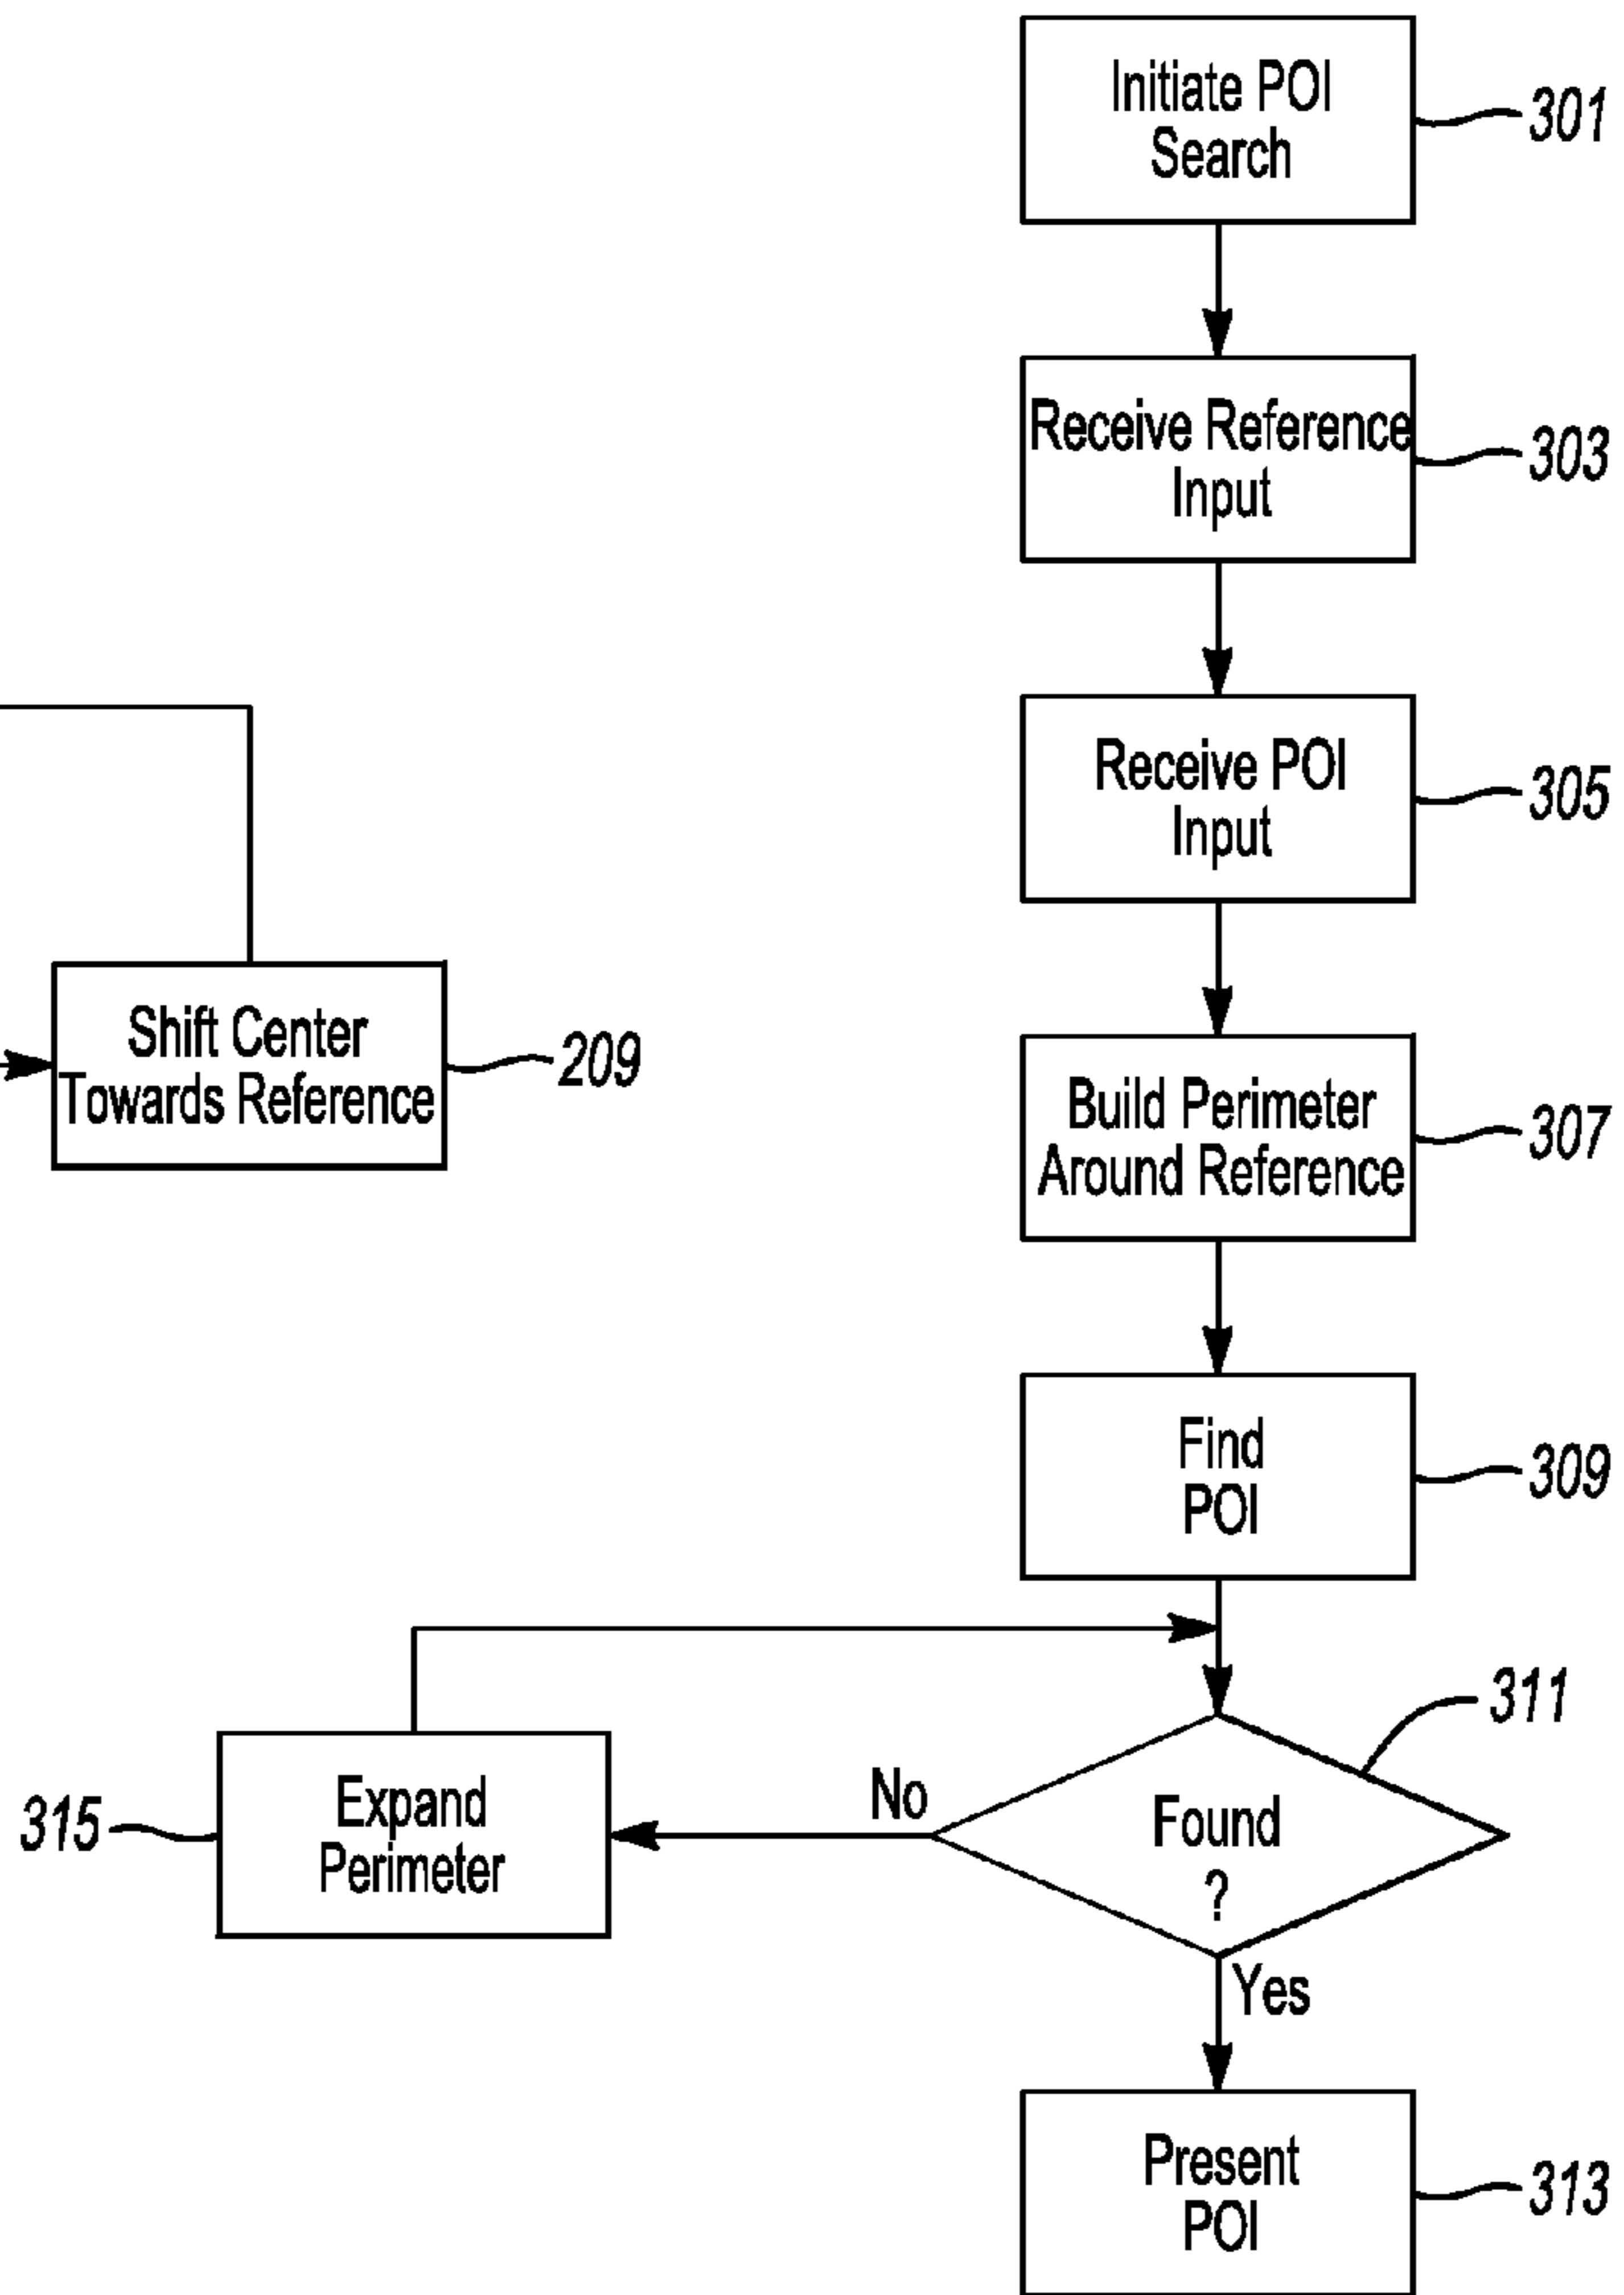 Initiate POI
Search
301
Receive Reference
Input
303
Receive POI
Input
305
Shift Center
Towards Reference
209
Build Perimeter
Around Reference
307
Find
POI
309
311
Expand
Perimeter
315
No
Found
?
Yes
Present
POI
313